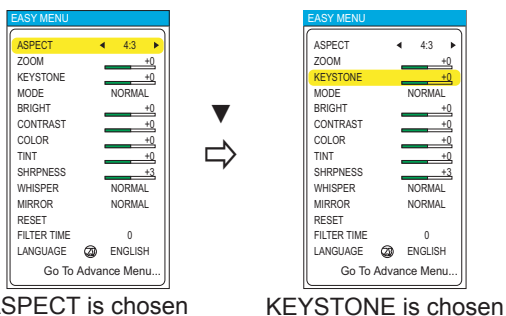 EASY MENU
ASPECT ◀ 4:3 ▶
ZOOM +0
KEYSTONE +0
MODE NORMAL
BRIGHT +0
CONTRAST +0
COLOR +0
TINT +0
SHRPNESS +3
WHISPER NORMAL
MIRROR NORMAL
RESET
FILTER TIME 0
LANGUAGE ENGLISH
Go To Advance Menu...
SPECT is chosen
▼
⇨
EASY MENU
ASPECT ◀ 4:3 ▶
ZOOM +0
KEYSTONE +0
MODE NORMAL
BRIGHT +0
CONTRAST +0
COLOR +0
TINT +0
SHRPNESS +3
WHISPER NORMAL
MIRROR NORMAL
RESET
FILTER TIME 0
LANGUAGE ENGLISH
Go To Advance Menu...
KEYSTONE is chosen